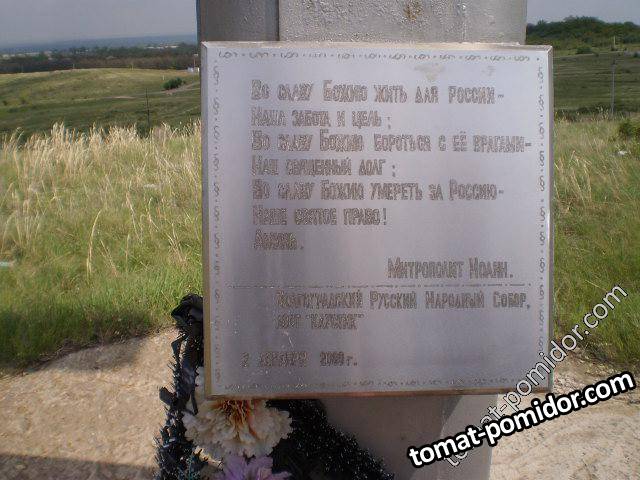 Во славу Божию жить для России-
Наша забота и цель;
Во славу Божию бороться с её врагами-
Наш священный долг;
Во славу Божию умереть за Россию-
Наше святое право!
Аминь.
Митрополит Иоанн.
Волгоградский Русский Народный Собор,
2 2000 г.
tomat-pomidor.com
tomat-pomidor.com